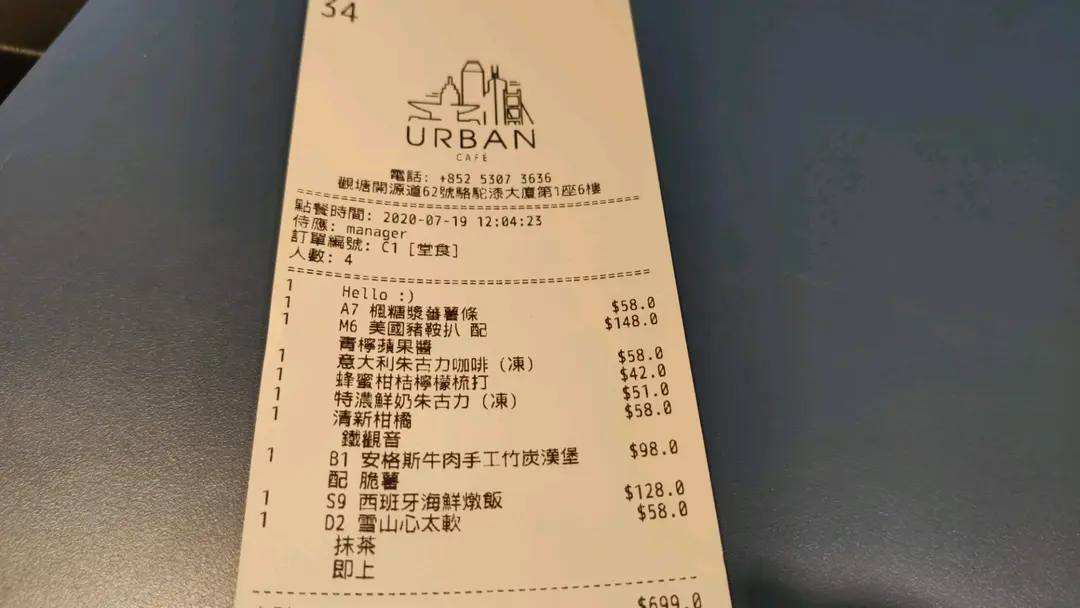 34
URBAN
CAFÉ
電話: +852 5307 3636
觀塘開源道62號駱駝漆大廈第1座6樓
點餐時間: 2020-07-19 12:04:23
侍應: manager
訂單編號: C1 [堂食]
人數: 4
1 Hello :)
1 A7 楓糖漿蕃薯條 $58.0
1 M6 美國豬鞍扒 配 $148.0
青檸蘋果醬
1 意大利朱古力咖啡 (凍) $58.0
1 蜂蜜柑桔檸檬梳打 $42.0
1 特濃鮮奶朱古力 (凍) $51.0
1 清新柑橘 $58.0
鐵觀音
1 B1 安格斯牛肉手工竹炭漢堡 $98.0
配 脆薯
1 S9 西班牙海鮮燉飯 $128.0
1 D2 雪山心太軟 $58.0
抹茶
即上
$699.0